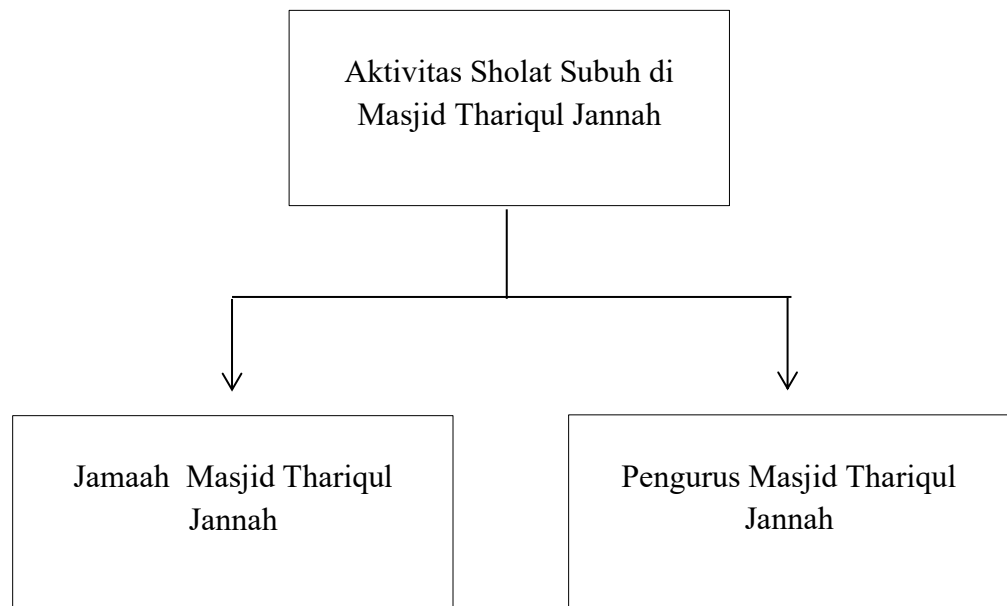 Aktivitas Sholat Subuh di
Masjid Thariqul Jannah
Jamaah  Masjid Thariqul
Jannah
Pengurus Masjid Thariqul
Jannah